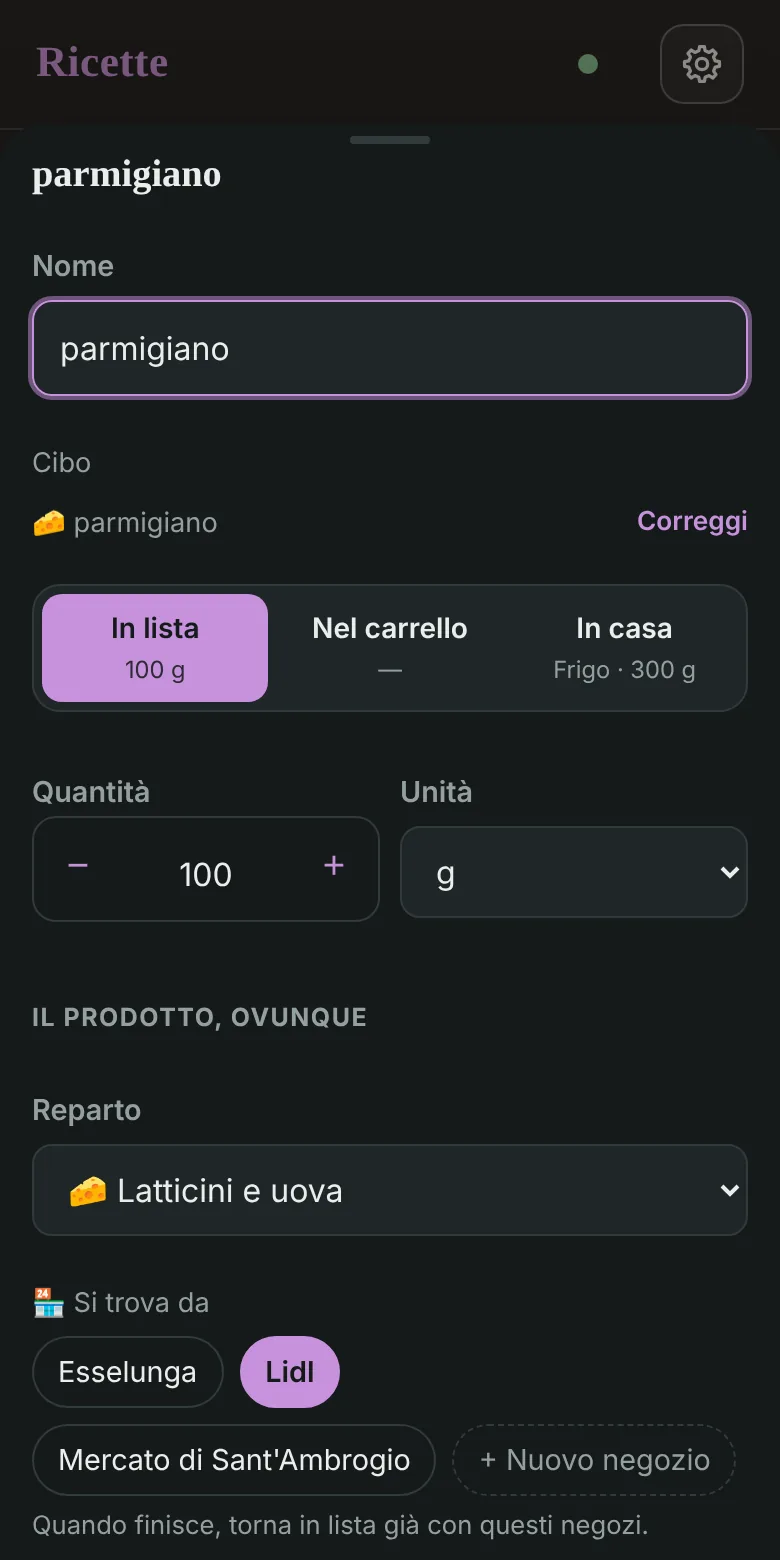 Ricette
parmigiano
Nome
parmigiano
Cibo
🧀 parmigiano
Correggi
In lista
100 g
Nel carrello
—
In casa
Frigo · 300 g
Quantità
Unità
− 100 +
g
IL PRODOTTO, OVUNQUE
Reparto
🧀 Latticini e uova
🏪 Si trova da
Esselunga
Lidl
Mercato di Sant'Ambrogio
+ Nuovo negozio
Quando finisce, torna in lista già con questi negozi.